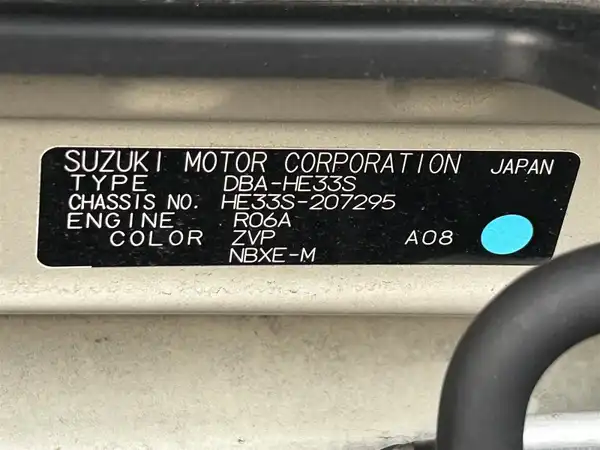 SUZUKI MOTOR CORPORATION JAPAN
TYPE DBA-HE33S
CHASSIS NO. HE33S-207295
ENGINE R06A
COLOR ZVP A08
NBXE-M